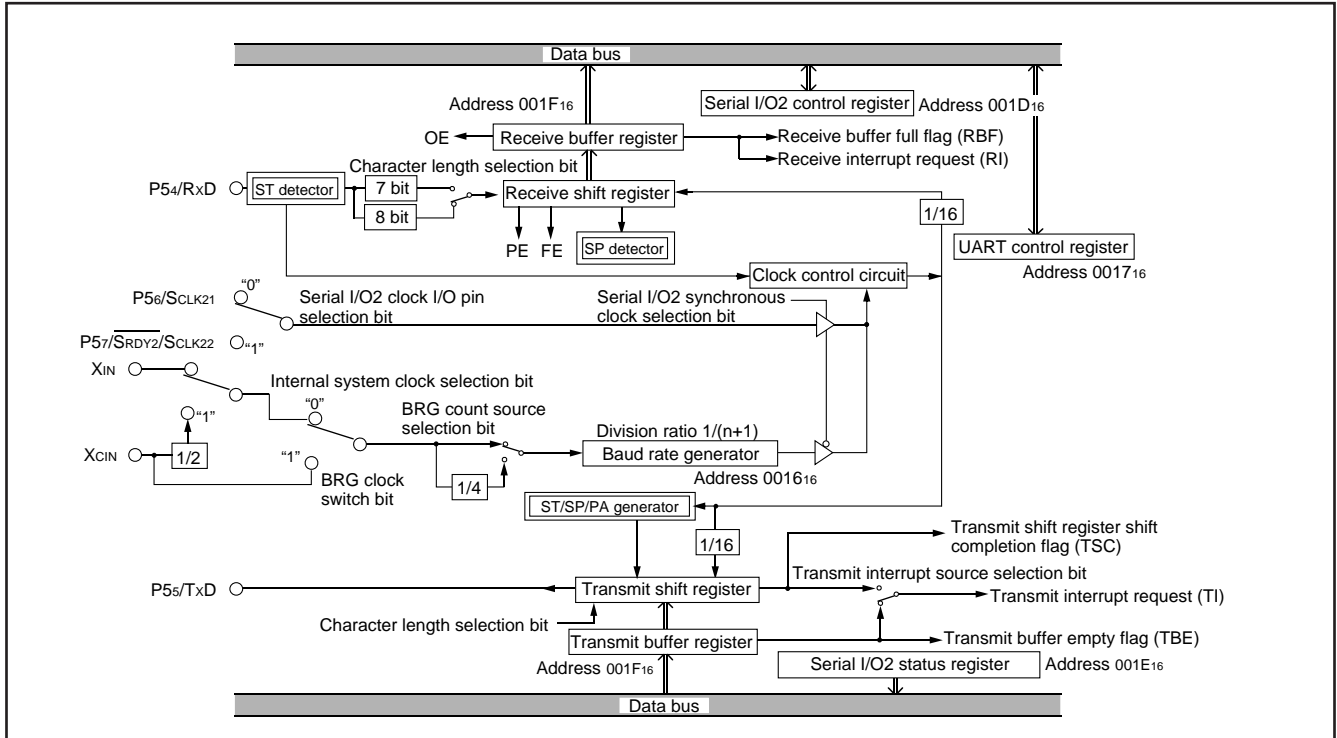 Data bus
Address 001F16
Serial I/O2 control register
Address 001D16
OE
Receive buffer register
Receive buffer full flag (RBF)
Receive interrupt request (RI)
Character length selection bit
P54/RXD
ST detector
7 bit
8 bit
Receive shift register
1/16
PE
FE
SP detector
UART control register
Address 001716
Clock control circuit
P56/SCLK21
“0”
Serial I/O2 clock I/O pin
selection bit
Serial I/O2 synchronous
clock selection bit
P57/SRDY2/SCLK22
“1”
XIN
Internal system clock selection bit
“0”
“1”
BRG count source
selection bit
Division ratio 1/(n+1)
Baud rate generator
Address 001616
XCIN
1/2
“1”
BRG clock
switch bit
1/4
ST/SP/PA generator
1/16
Transmit shift register shift
completion flag (TSC)
P55/TXD
Transmit shift register
Transmit interrupt source selection bit
Transmit interrupt request (TI)
Character length selection bit
Transmit buffer register
Transmit buffer empty flag (TBE)
Address 001F16
Serial I/O2 status register
Address 001E16
Data bus